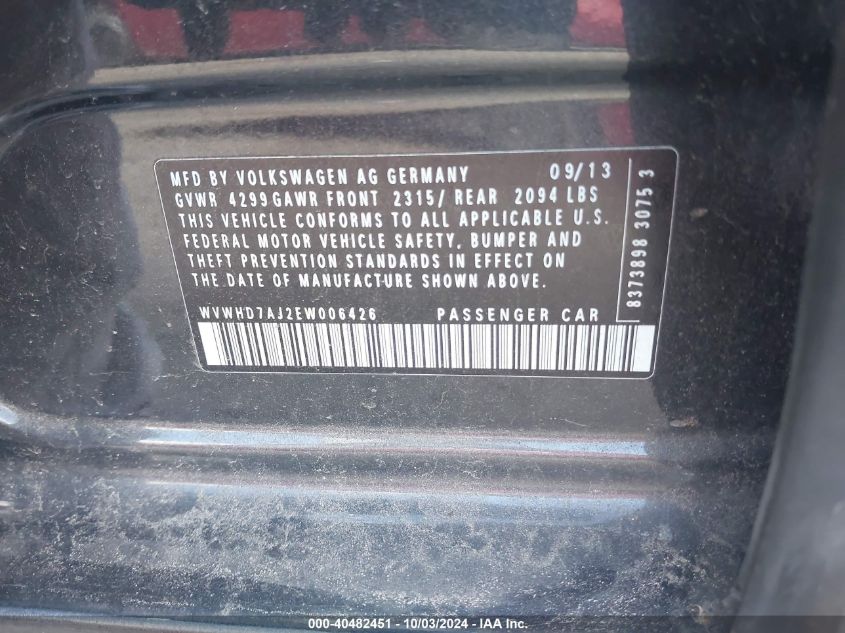 MFD BY VOLKSWAGEN AG GERMANY 09/13
GVWR 4299 GAWR FRONT 2315/ REAR 2094 LBS
THIS VEHICLE CONFORMS TO ALL APPLICABLE U.S.
FEDERAL MOTOR VEHICLE SAFETY, BUMPER AND
THEFT PREVENTION STANDARDS IN EFFECT ON
THE DATE OF MANUFACTURE SHOWN ABOVE.
WVWHD7AJ2EW006426 PASSENGER CAR
8373898 3075 3
000-40482451 - 10/03/2024 - IAA Inc.